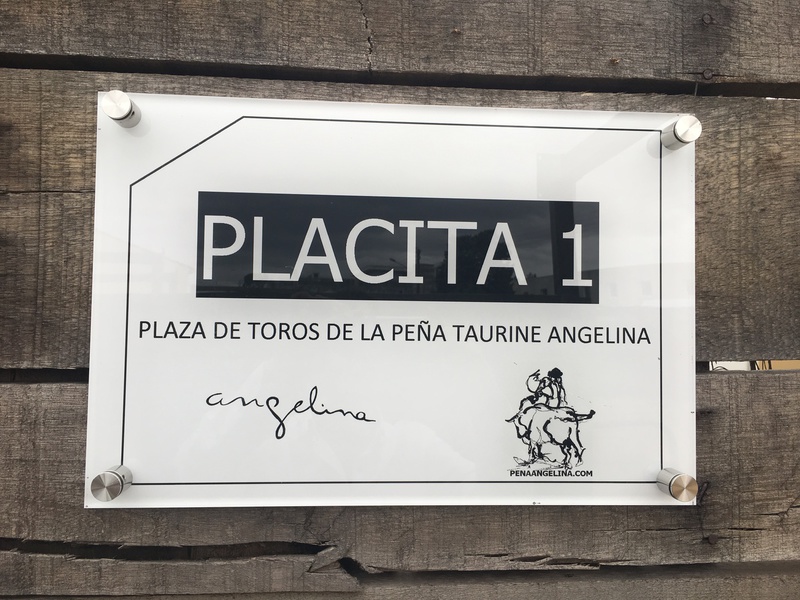 PLACITA 1
PLAZA DE TOROS DE LA PEÑA TAURINE ANGELINA
angelina
PENAANGELINA.COM